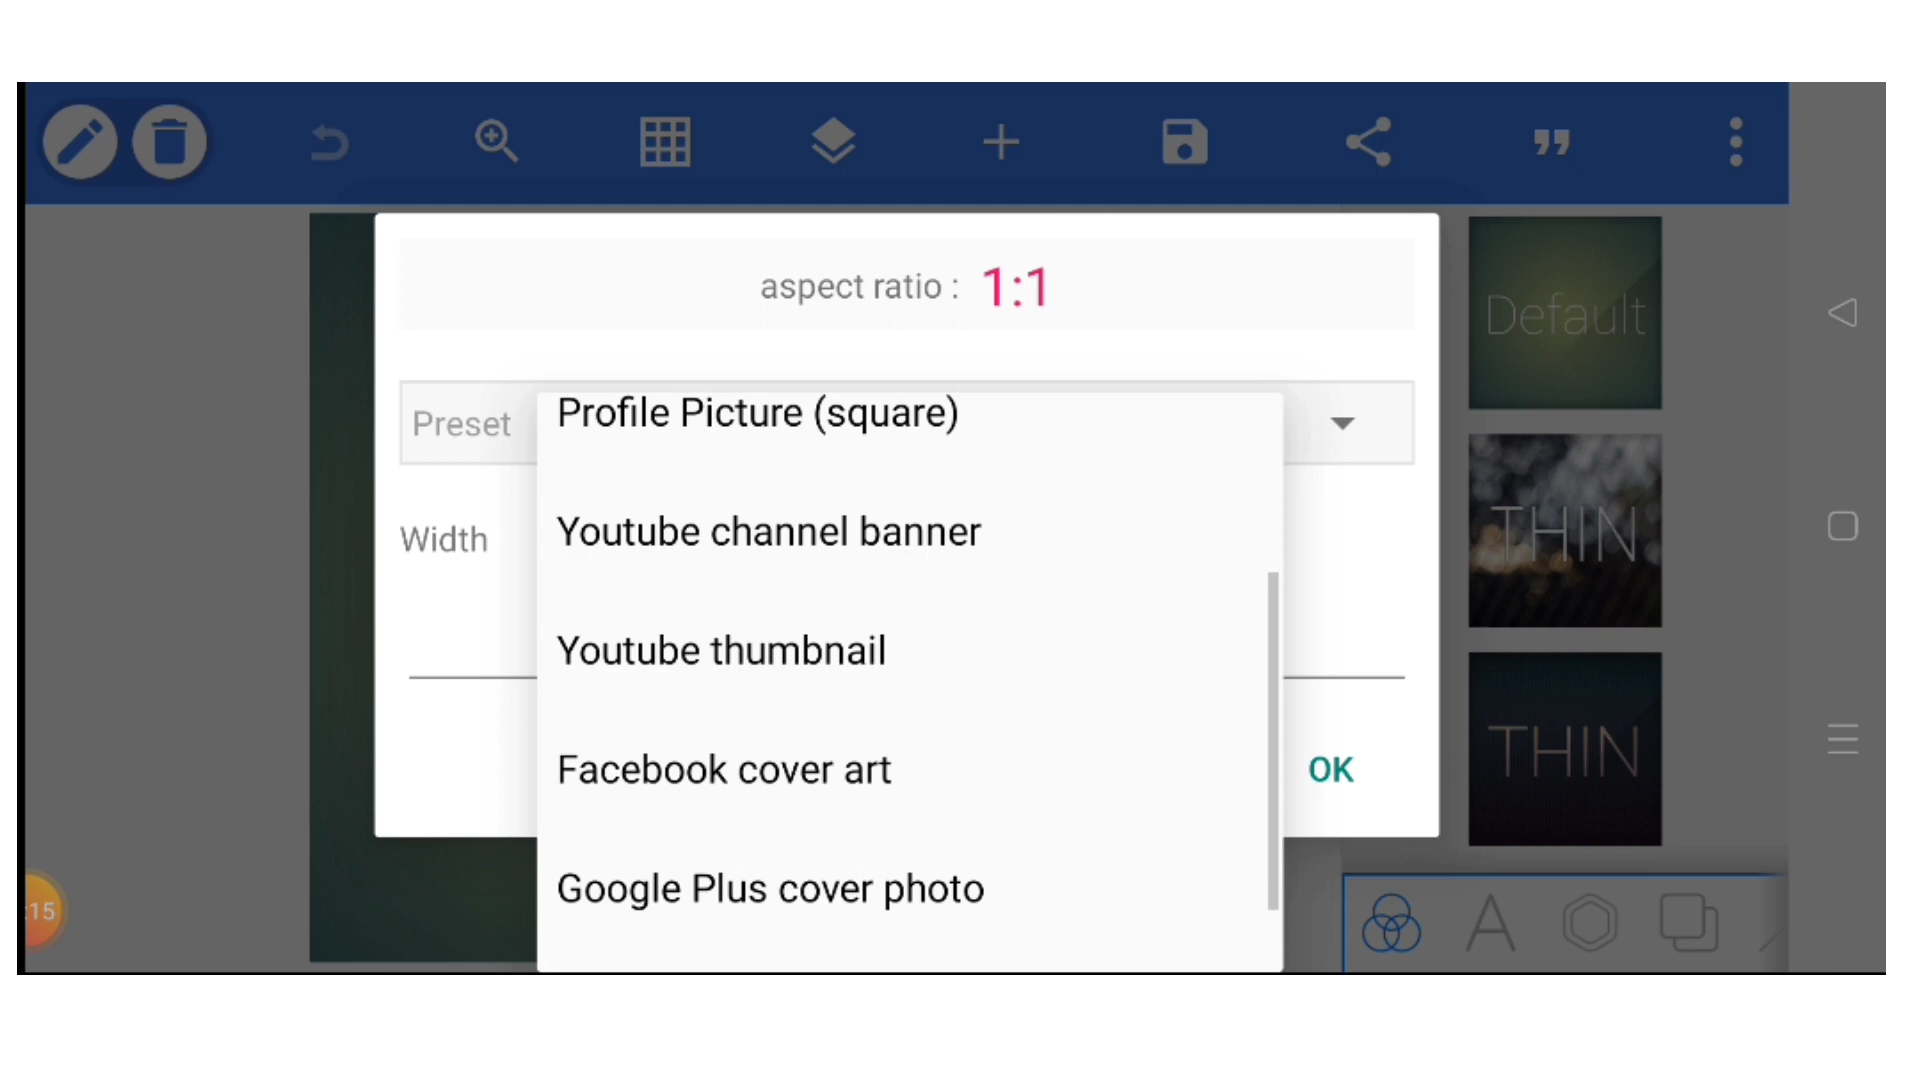 aspect ratio : 1:1
Default
Preset
Profile Picture (square)
Youtube channel banner
Width
THIN
Youtube thumbnail
Facebook cover art
OK
THIN
Google Plus cover photo
:15
A